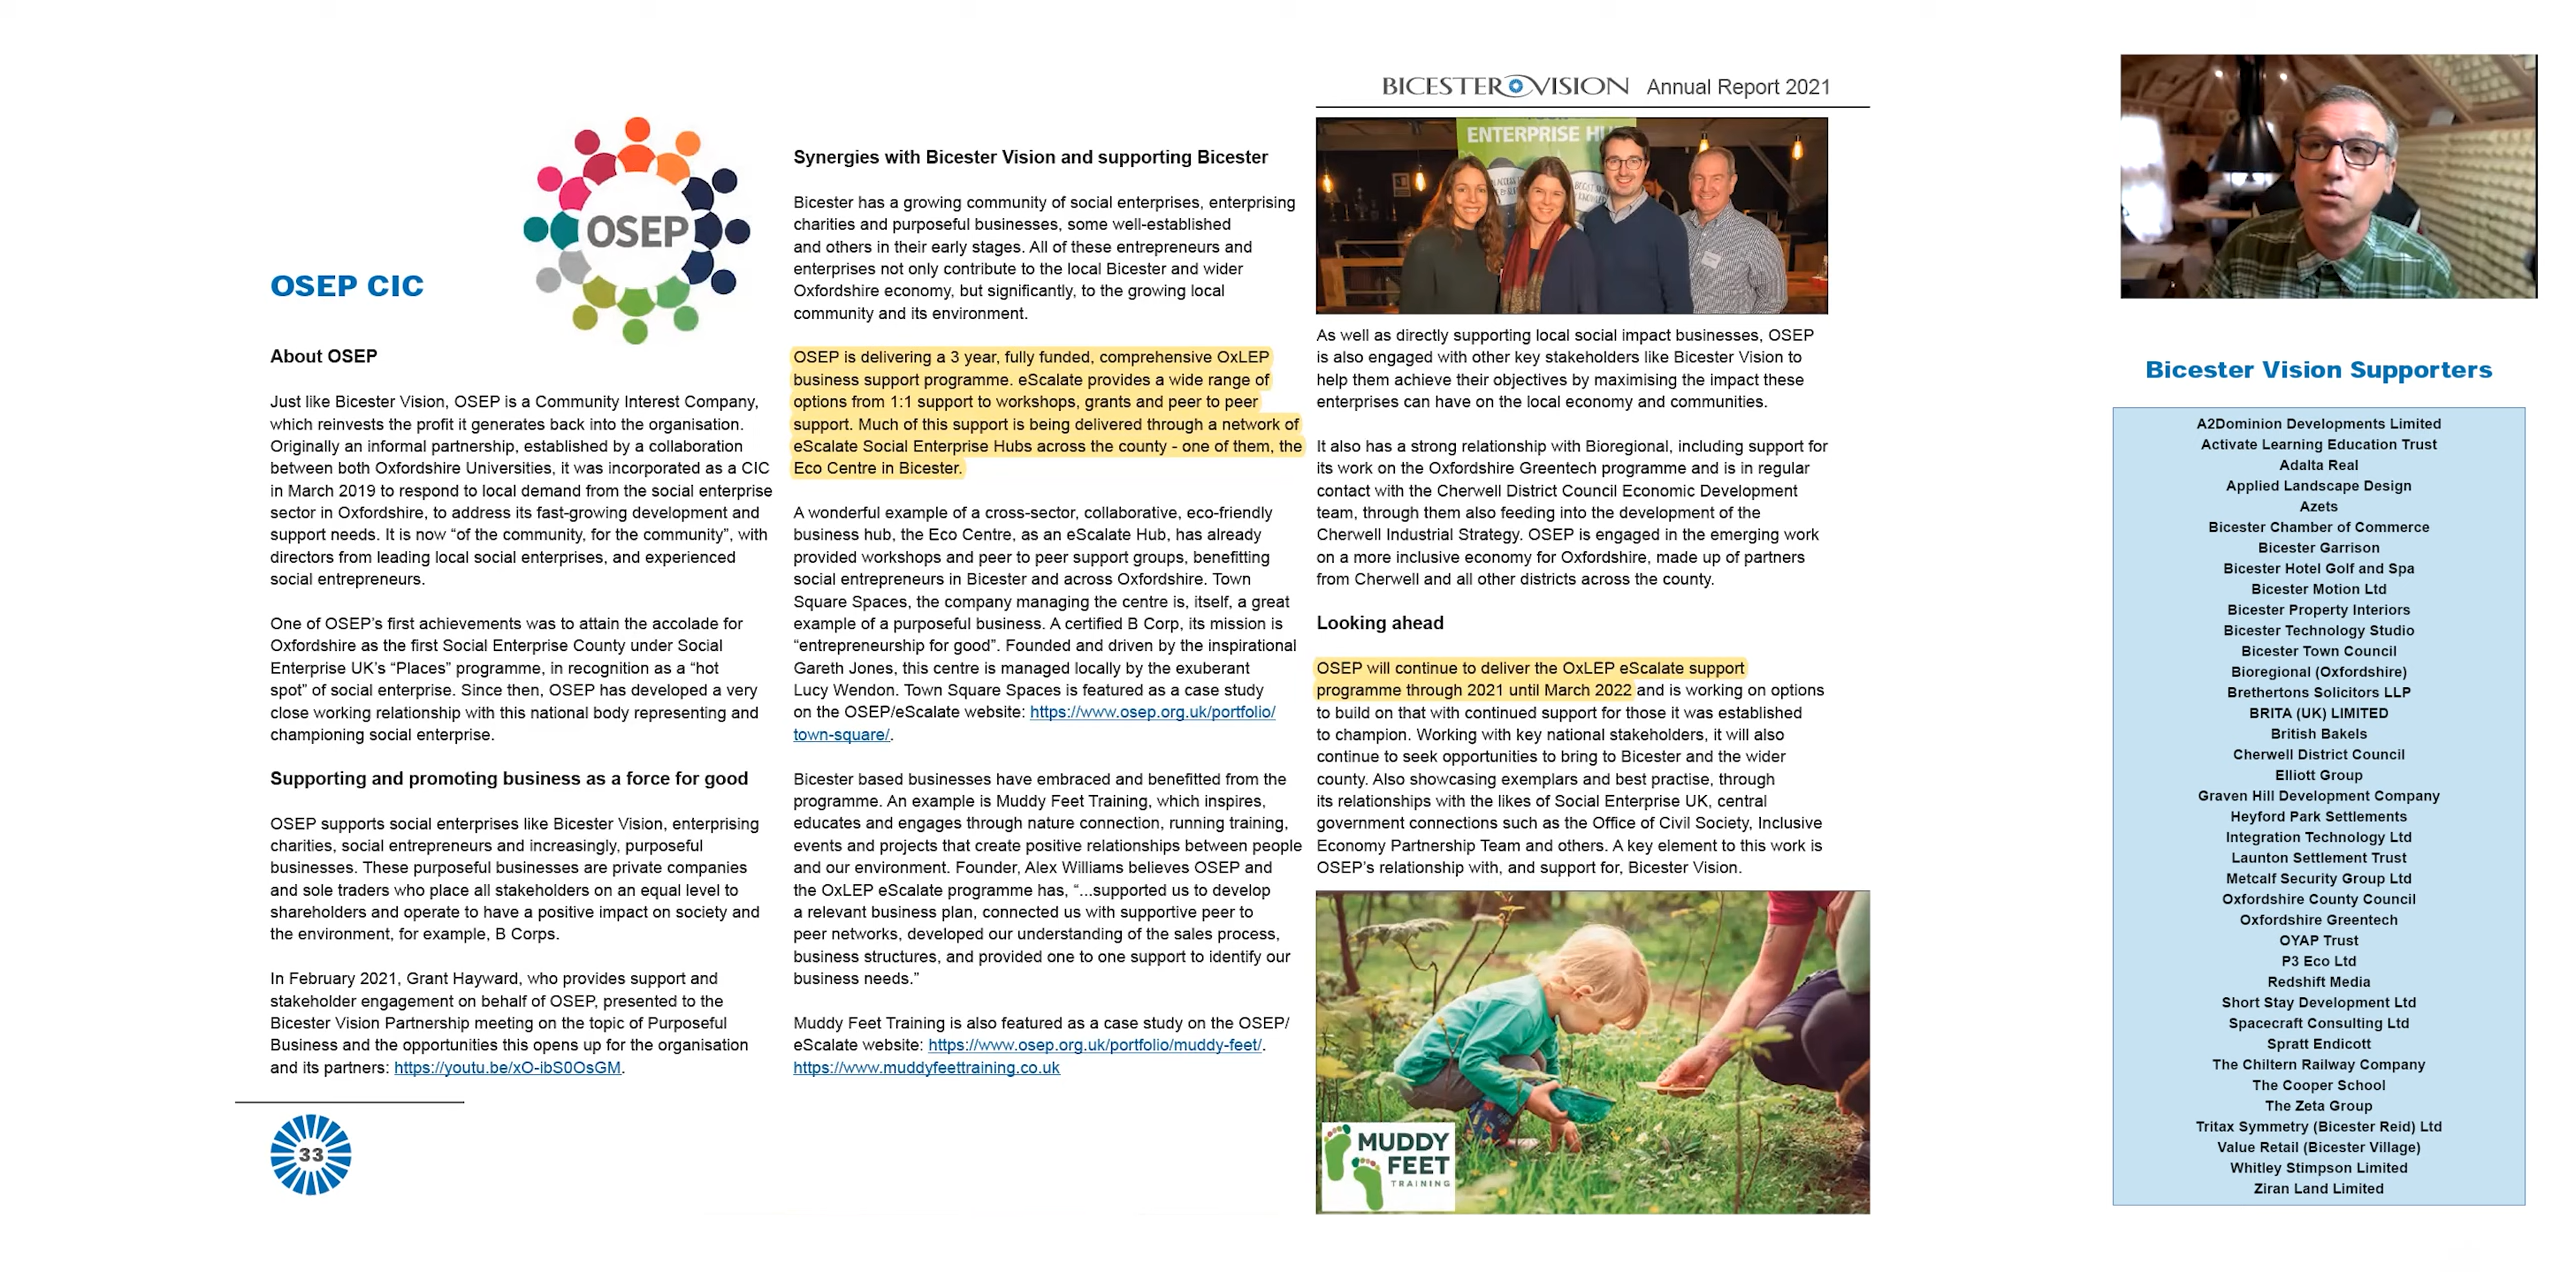 BICESTER VISION Annual Report 2021
OSEP
OSEP CIC
About OSEP
Just like Bicester Vision, OSEP is a Community Interest Company,
which reinvests the profit it generates back into the organisation.
Originally an informal partnership, established by a collaboration
between both Oxfordshire Universities, it was incorporated as a CIC
in March 2019 to respond to local demand from the social enterprise
sector in Oxfordshire, to address its fast-growing development and
support needs. It is now “of the community, for the community”, with
directors from leading local social enterprises, and experienced
social entrepreneurs.
One of OSEP’s first achievements was to attain the accolade for
Oxfordshire as the first Social Enterprise County under Social
Enterprise UK’s “Places” programme, in recognition as a “hot
spot” of social enterprise. Since then, OSEP has developed a very
close working relationship with this national body representing and
championing social enterprise.
Supporting and promoting business as a force for good
OSEP supports social enterprises like Bicester Vision, enterprising
charities, social entrepreneurs and increasingly, purposeful
businesses. These purposeful businesses are private companies
and sole traders who place all stakeholders on an equal level to
shareholders and operate to have a positive impact on society and
the environment, for example, B Corps.
In February 2021, Grant Hayward, who provides support and
stakeholder engagement on behalf of OSEP, presented to the
Bicester Vision Partnership meeting on the topic of Purposeful
Business and the opportunities this opens up for the organisation
and its partners: https://youtu.be/xO-ibS0OsGM.
33
Synergies with Bicester Vision and supporting Bicester
Bicester has a growing community of social enterprises, enterprising
charities and purposeful businesses, some well-established
and others in their early stages. All of these entrepreneurs and
enterprises not only contribute to the local Bicester and wider
Oxfordshire economy, but significantly, to the growing local
community and its environment.
OSEP is delivering a 3 year, fully funded, comprehensive OxLEP
business support programme. eScalate provides a wide range of
options from 1:1 support to workshops, grants and peer to peer
support. Much of this support is being delivered through a network of
eScalate Social Enterprise Hubs across the county - one of them, the
Eco Centre in Bicester.
A wonderful example of a cross-sector, collaborative, eco-friendly
business hub, the Eco Centre, as an eScalate Hub, has already
provided workshops and peer to peer support groups, benefitting
social entrepreneurs in Bicester and across Oxfordshire. Town
Square Spaces, the company managing the centre is, itself, a great
example of a purposeful business. A certified B Corp, its mission is
“entrepreneurship for good”. Founded and driven by the inspirational
Gareth Jones, this centre is managed locally by the exuberant
Lucy Wendon. Town Square Spaces is featured as a case study
on the OSEP/eScalate website: https://www.osep.org.uk/portfolio/
town-square/.
Bicester based businesses have embraced and benefitted from the
programme. An example is Muddy Feet Training, which inspires,
educates and engages through nature connection, running training,
events and projects that create positive relationships between people
and our environment. Founder, Alex Williams believes OSEP and
the OxLEP eScalate programme has, “...supported us to develop
a relevant business plan, connected us with supportive peer to
peer networks, developed our understanding of the sales process,
business structures, and provided one to one support to identify our
business needs.”
Muddy Feet Training is also featured as a case study on the OSEP/
eScalate website: https://www.osep.org.uk/portfolio/muddy-feet/.
https://www.muddyfeettraining.co.uk
ENTERPRISE
As well as directly supporting local social impact businesses, OSEP
is also engaged with other key stakeholders like Bicester Vision to
help them achieve their objectives by maximising the impact these
enterprises can have on the local economy and communities.
It also has a strong relationship with Bioregional, including support for
its work on the Oxfordshire Greentech programme and is in regular
contact with the Cherwell District Council Economic Development
team, through them also feeding into the development of the
Cherwell Industrial Strategy. OSEP is engaged in the emerging work
on a more inclusive economy for Oxfordshire, made up of partners
from Cherwell and all other districts across the county.
Looking ahead
OSEP will continue to deliver the OxLEP eScalate support
programme through 2021 until March 2022 and is working on options
to build on that with continued support for those it was established
to champion. Working with key national stakeholders, it will also
continue to seek opportunities to bring to Bicester and the wider
county. Also showcasing exemplars and best practise, through
its relationships with the likes of Social Enterprise UK, central
government connections such as the Office of Civil Society, Inclusive
Economy Partnership Team and others. A key element to this work is
OSEP’s relationship with, and support for, Bicester Vision.
MUDDY
FEET
TRAINING
Bicester Vision Supporters
A2Dominion Developments Limited
Activate Learning Education Trust
Adalta Real
Applied Landscape Design
Azets
Bicester Chamber of Commerce
Bicester Garrison
Bicester Hotel Golf and Spa
Bicester Motion Ltd
Bicester Property Interiors
Bicester Technology Studio
Bicester Town Council
Bioregional (Oxfordshire)
Brethertons Solicitors LLP
BRITA (UK) LIMITED
British Bakels
Cherwell District Council
Elliott Group
Graven Hill Development Company
Heyford Park Settlements
Integration Technology Ltd
Launton Settlement Trust
Metcalf Security Group Ltd
Oxfordshire County Council
Oxfordshire Greentech
OYAP Trust
P3 Eco Ltd
Redshift Media
Short Stay Development Ltd
Spacecraft Consulting Ltd
Spratt Endicott
The Chiltern Railway Company
The Cooper School
The Zeta Group
Tritax Symmetry (Bicester Reid) Ltd
Value Retail (Bicester Village)
Whitley Stimpson Limited
Ziran Land Limited